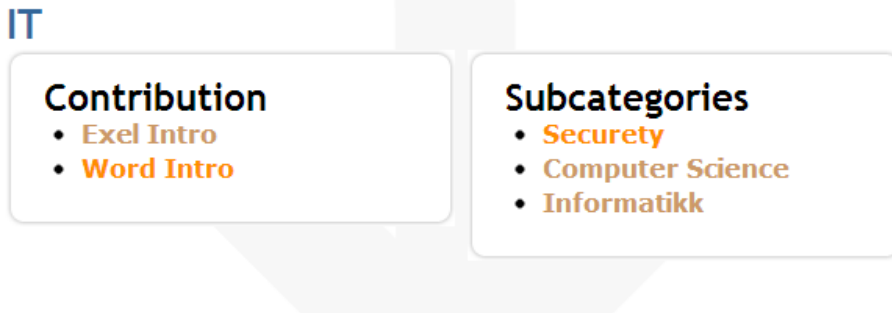 IT
Contribution
Exel Intro
Word Intro
Subcategories
Securety
Computer Science
Informatikk